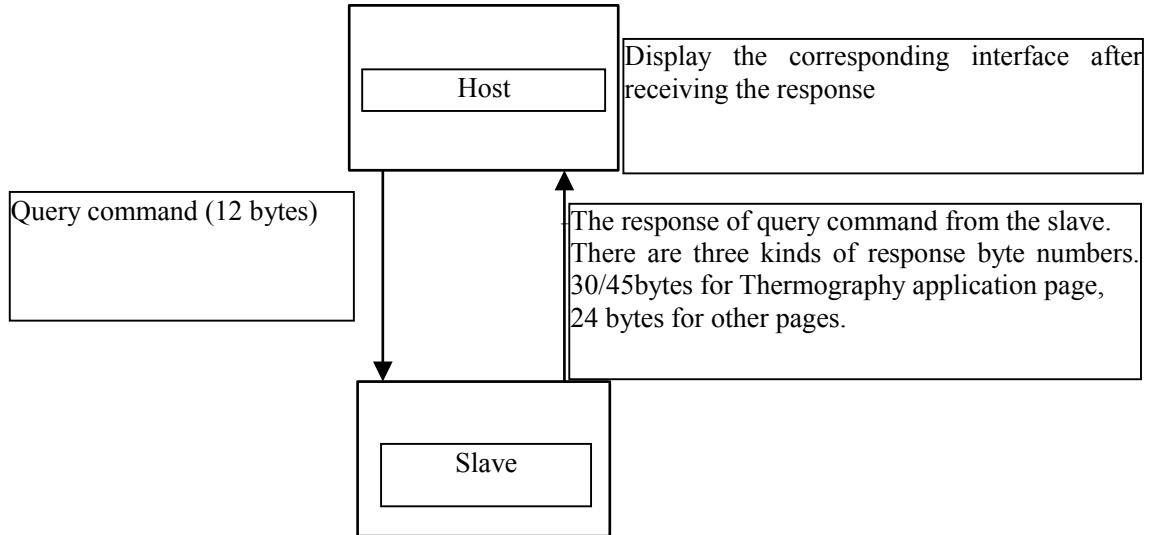 Host
Display the corresponding interface after
receiving the response
Query command (12 bytes)
The response of query command from the slave.
There are three kinds of response byte numbers.
30/45bytes for Thermography application page,
24 bytes for other pages.
Slave